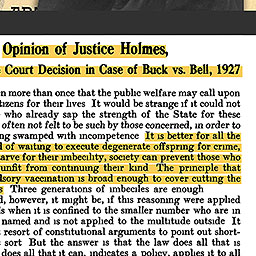 Opinion of Justice Holmes,
Court Decision in Case of Buck vs. Bell, 1927
en more than once that the public welfare may call upon
tizens for their lives It would be strange if it could not
who already sap the strength of the State for these
often not felt to be such by those concerned, in order to
ng swamped with incompetence It is better for all the
d of waiting to execute degenerate offspring for crime,
arve for their imbecility, society can prevent those who
unfit from continuing their kind The principle that
lsory vaccination is broad enough to cover cutting the
s Three generations of imbeciles are enough
d, however, it might be, if this reasoning were applied
s when it is confined to the smaller number who are in
named and is not applied to the multitude outside It
resort of constitutional arguments to point out short-
sort But the answer is that the law does all that is
does all that it can, indicates a policy, applies it to all